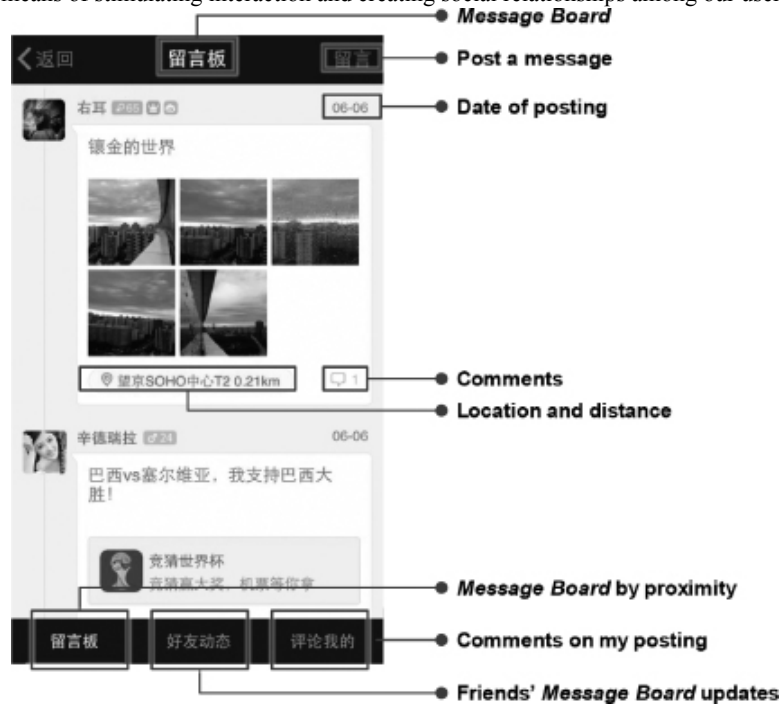 means of stimulating interaction and creating social relationships among our user
Message Board
返回
留言板
留言
Post a message
右耳
06-06
Date of posting
镶金的世界
望京SOHO中心T2 0.21km
1
Comments
Location and distance
辛德瑞拉 ♂24
06-06
巴西vs塞尔维亚，我支持巴西大
胜！
竞猜世界杯
竞猜赢大奖，机票等你拿
Message Board by proximity
留言板
好友动态
评论我的
Comments on my posting
Friends' Message Board updates